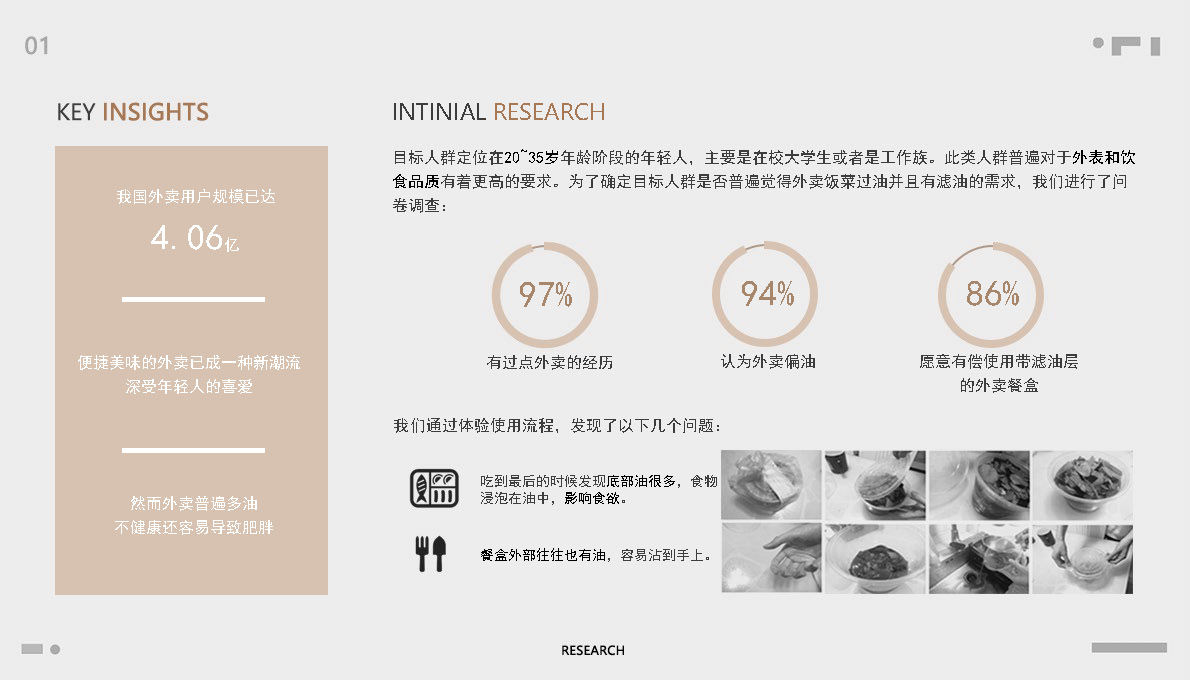 01
KEY INSIGHTS
我国外卖用户规模已达
4. 06亿
便捷美味的外卖已成一种新潮流
深受年轻人的喜爱
然而外卖普遍多油
不健康还容易导致肥胖
INTINIAL RESEARCH
目标人群定位在20~35岁年龄阶段的年轻人，主要是在校大学生或者是工作族。此类人群普遍对于外表和饮
食品质有着更高的要求。为了确定目标人群是否普遍觉得外卖饭菜过油并且有滤油的需求，我们进行了问
卷调查：
97%
94%
86%
有过点外卖的经历
认为外卖偏油
愿意有偿使用带滤油层
的外卖餐盒
我们通过体验使用流程，发现了以下几个问题：
吃到最后的时候发现底部油很多，食物
浸泡在油中，影响食欲。
餐盒外部往往也有油，容易沾到手上。
RESEARCH